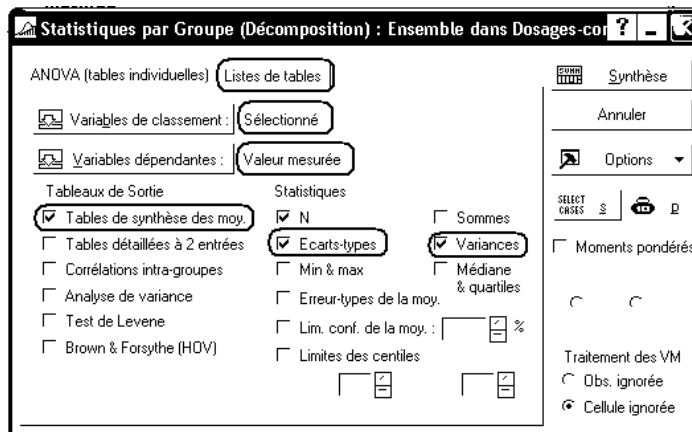 Statistiques par Groupe (Décomposition) : Ensemble dans Dosages-cor ? _
ANOVA (tables individuelles) Listes de tables
Variables de classement : Sélectionné
Variables dépendantes : Valeur mesurée
Tableaux de Sortie
Tables de synthèse des moy.
Tables détaillées à 2 entrées
Corrélations intra-groupes
Analyse de variance
Test de Levene
Brown & Forsythe (HOV)
Statistiques
N
Ecarts-types
Min & max
Erreur-types de la moy.
Lim. conf. de la moy. : %
Limites des centiles
Sommes
Variances
Médiane
& quartiles
SUMM
Synthèse
Annuler
Options
SELECT
CASES S D
Moments pondérés
Traitement des VM
Obs. ignorée
Cellule ignorée